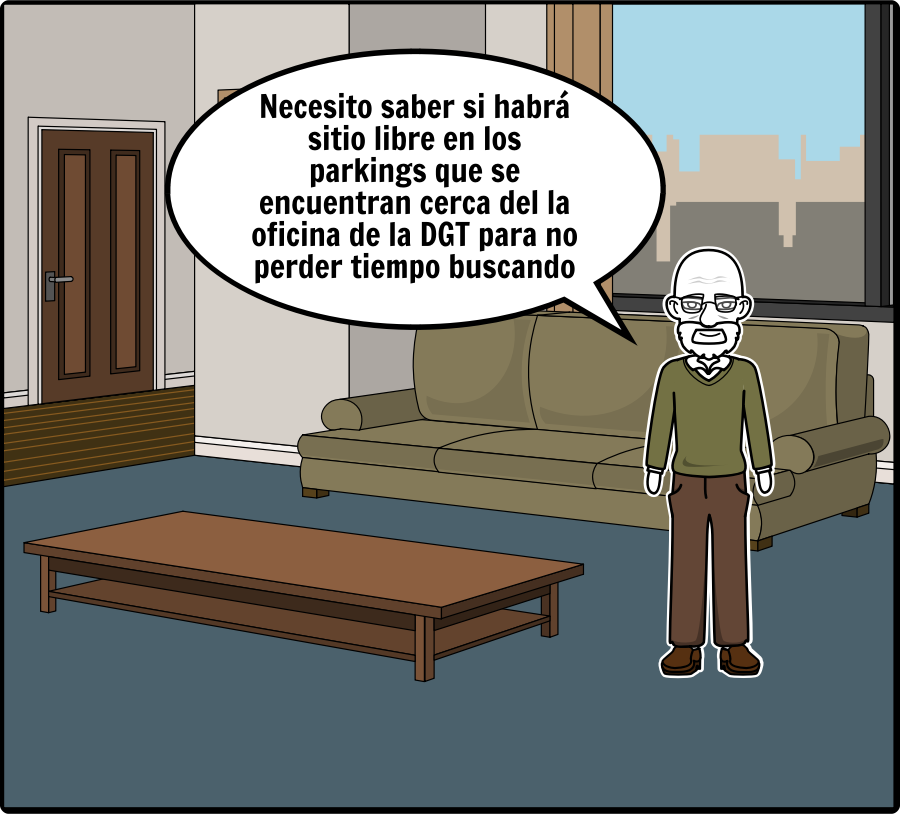 Necesito saber si habrá
sitio libre en los
parkings que se
encuentran cerca del la
oficina de la DGT para no
perder tiempo buscando